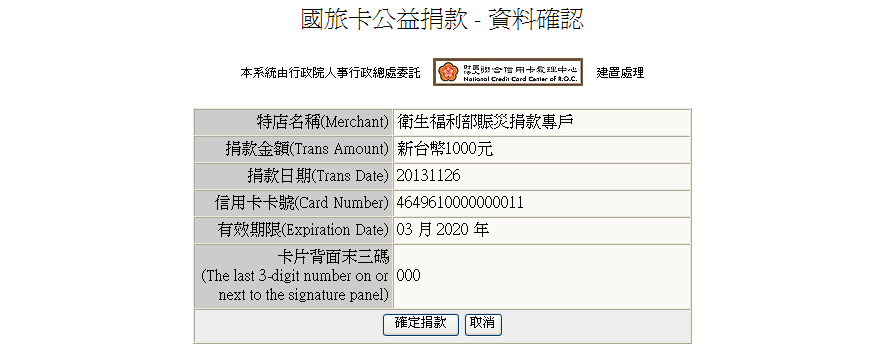 國旅卡公益捐款 - 資料確認
本系統由行政院人事行政總處委託 財團法人 聯合信用卡處理中心 National Credit Card Center of R.O.C. 建置處理
特店名稱(Merchant) 衛生福利部賑災捐款專戶
捐款金額(Trans Amount) 新台幣1000元
捐款日期(Trans Date) 20131126
信用卡卡號(Card Number) 4649610000000011
有效期限(Expiration Date) 03 月 2020 年
卡片背面末三碼
(The last 3-digit number on or 000
next to the signature panel)
確定捐款 取消